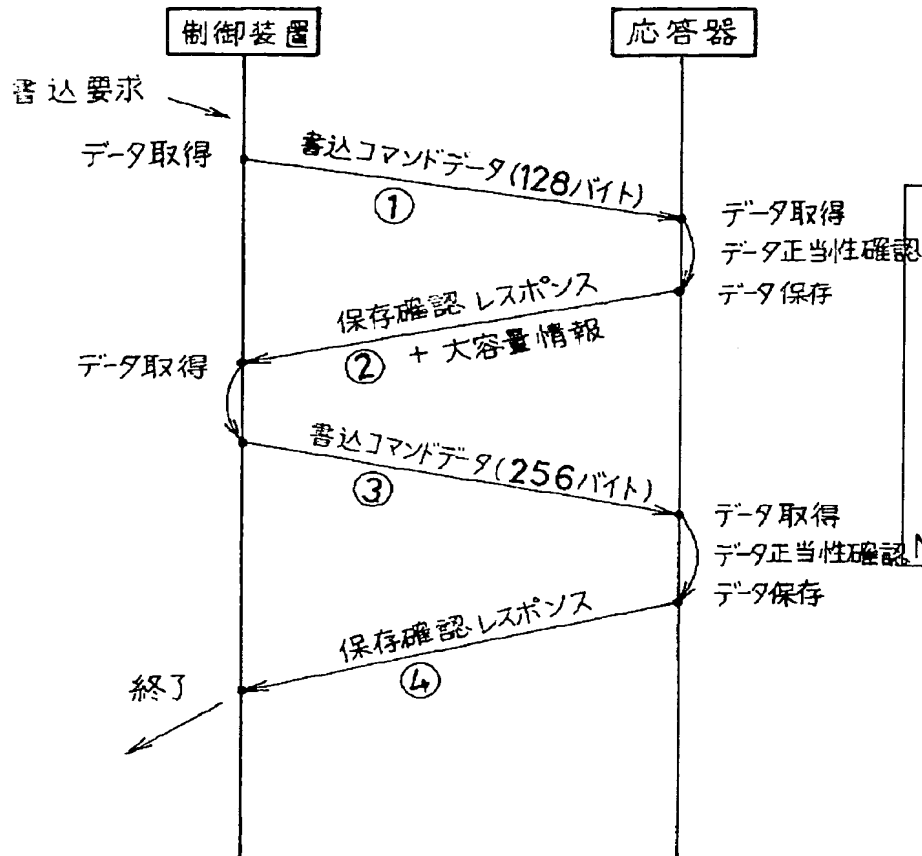 制御装置
応答器
書込要求
データ取得
書込コマンドデータ(128バイト)
①
データ取得
データ正当性確認
データ保存
保存確認レスポンス
② + 大容量情報
データ取得
書込コマンドデータ(256バイト)
③
データ取得
データ正当性確認
データ保存
保存確認レスポンス
④
終了